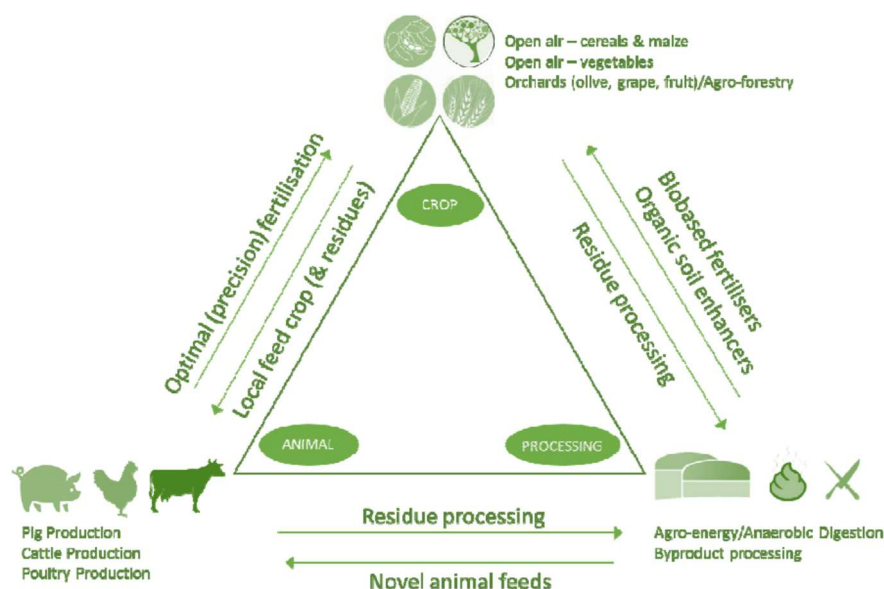 Open air – cereals & maize
Open air – vegetables
Orchards (olive, grape, fruit)/Agro-forestry
CROP
Optimal (precision) fertilisation
Local feed crop (& residues)
Biobased fertilisers
Organic soil enhancers
Residue processing
ANIMAL
PROCESSING
Pig Production
Cattle Production
Poultry Production
Residue processing
Novel animal feeds
Agro-energy/Anaerobic Digestion
Byproduct processing